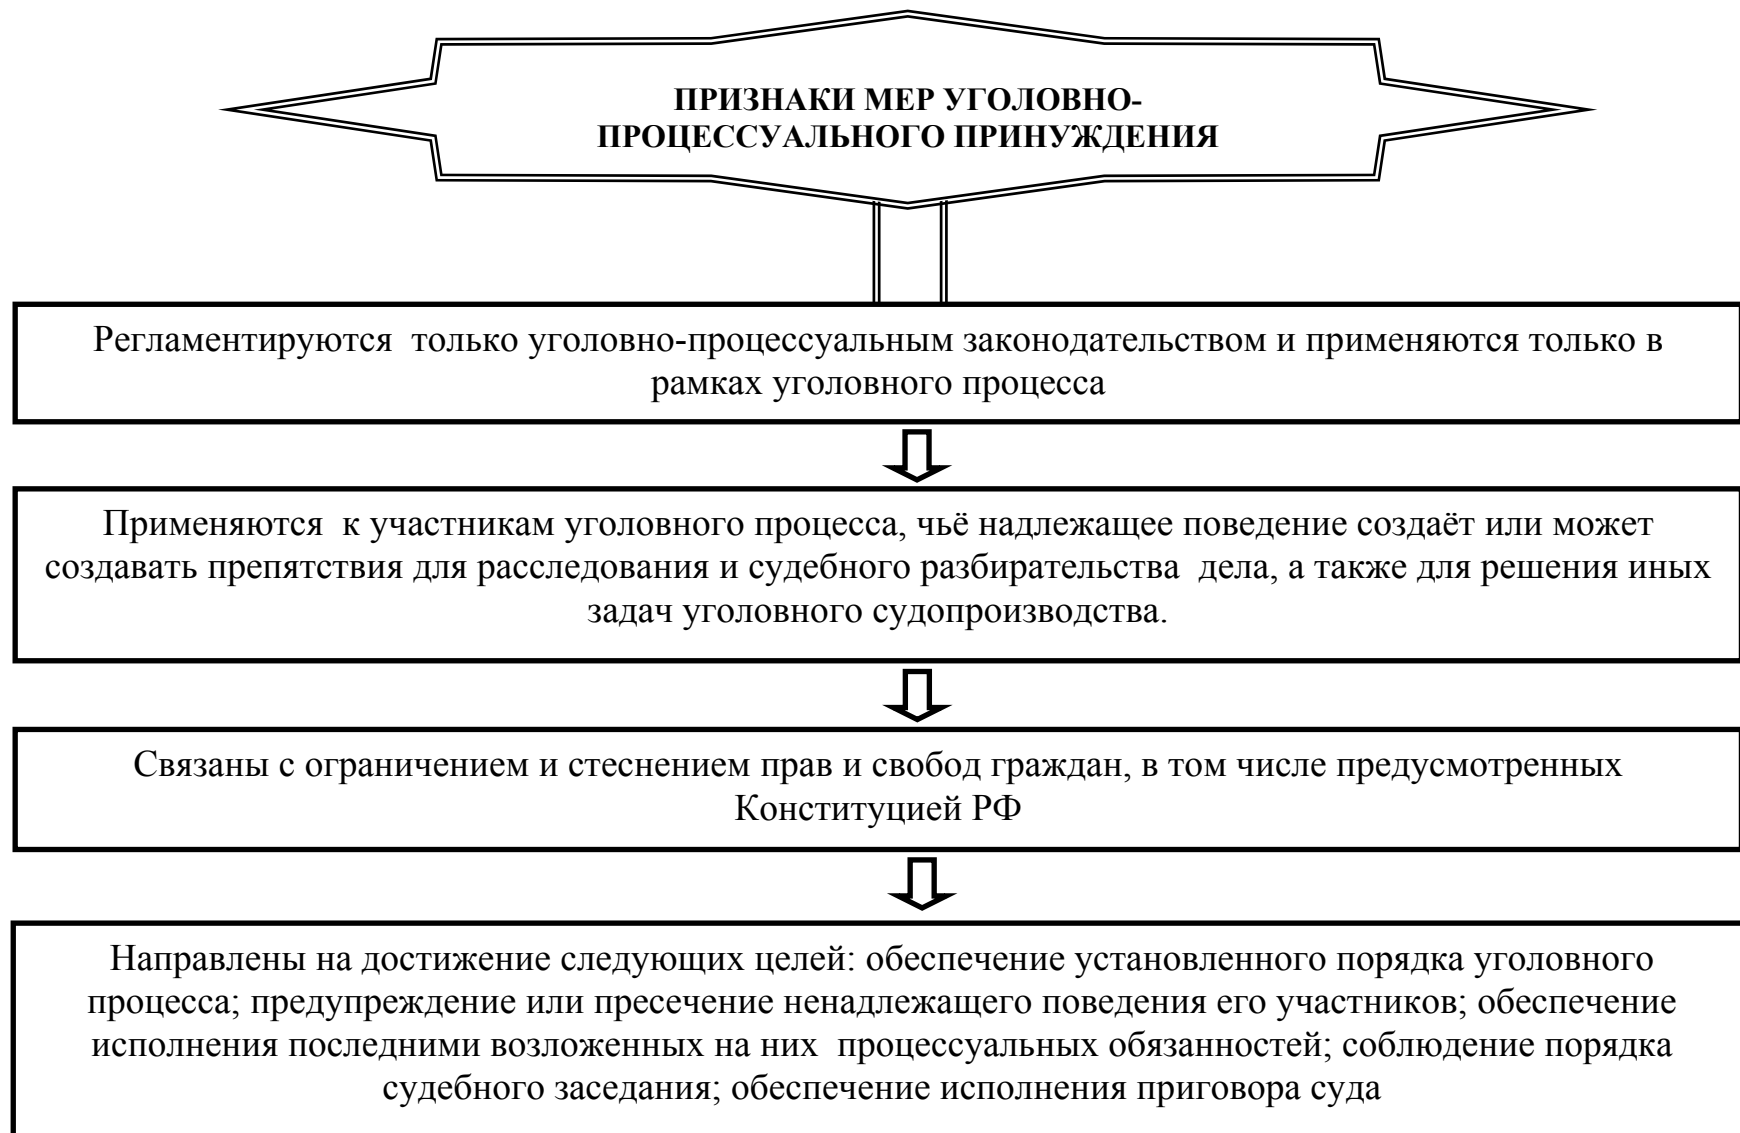 ПРИЗНАКИ МЕР УГОЛОВНО-
ПРОЦЕССУАЛЬНОГО ПРИНУЖДЕНИЯ
Регламентируются только уголовно-процессуальным законодательством и применяются только в
рамках уголовного процесса
Применяются к участникам уголовного процесса, чьё надлежащее поведение создаёт или может
создавать препятствия для расследования и судебного разбирательства дела, а также для решения иных
задач уголовного судопроизводства.
Связаны с ограничением и стеснением прав и свобод граждан, в том числе предусмотренных
Конституцией РФ
Направлены на достижение следующих целей: обеспечение установленного порядка уголовного
процесса; предупреждение или пресечение ненадлежащего поведения его участников; обеспечение
исполнения последними возложенных на них процессуальных обязанностей; соблюдение порядка
судебного заседания; обеспечение исполнения приговора суда